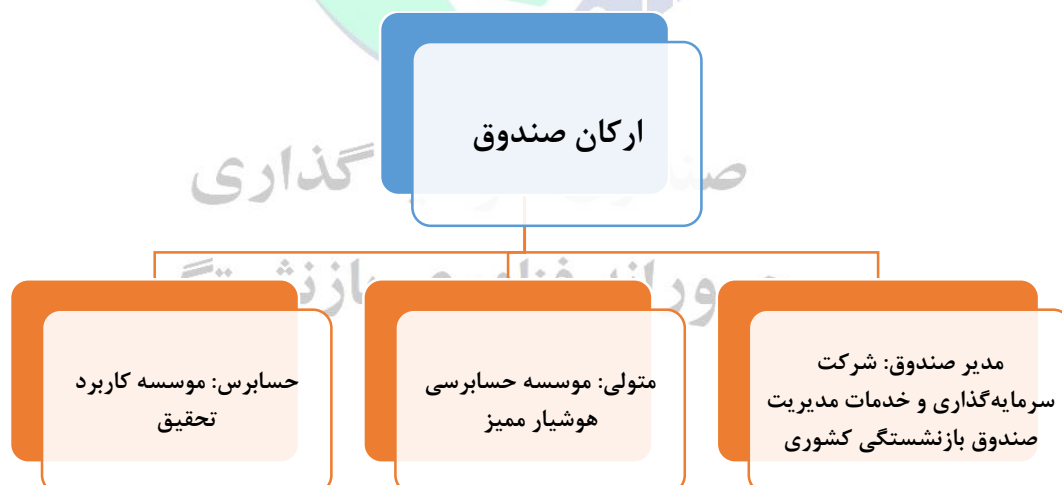 ارکان صندوق
گذاری
مدیر صندوق: شرکت
سرمایه‌گذاری و خدمات مدیریت
صندوق بازنشستگی کشوری
متولی: موسسه حسابرسی
هوشیار ممیز
حسابرس: موسسه کاربرد
تحقیق